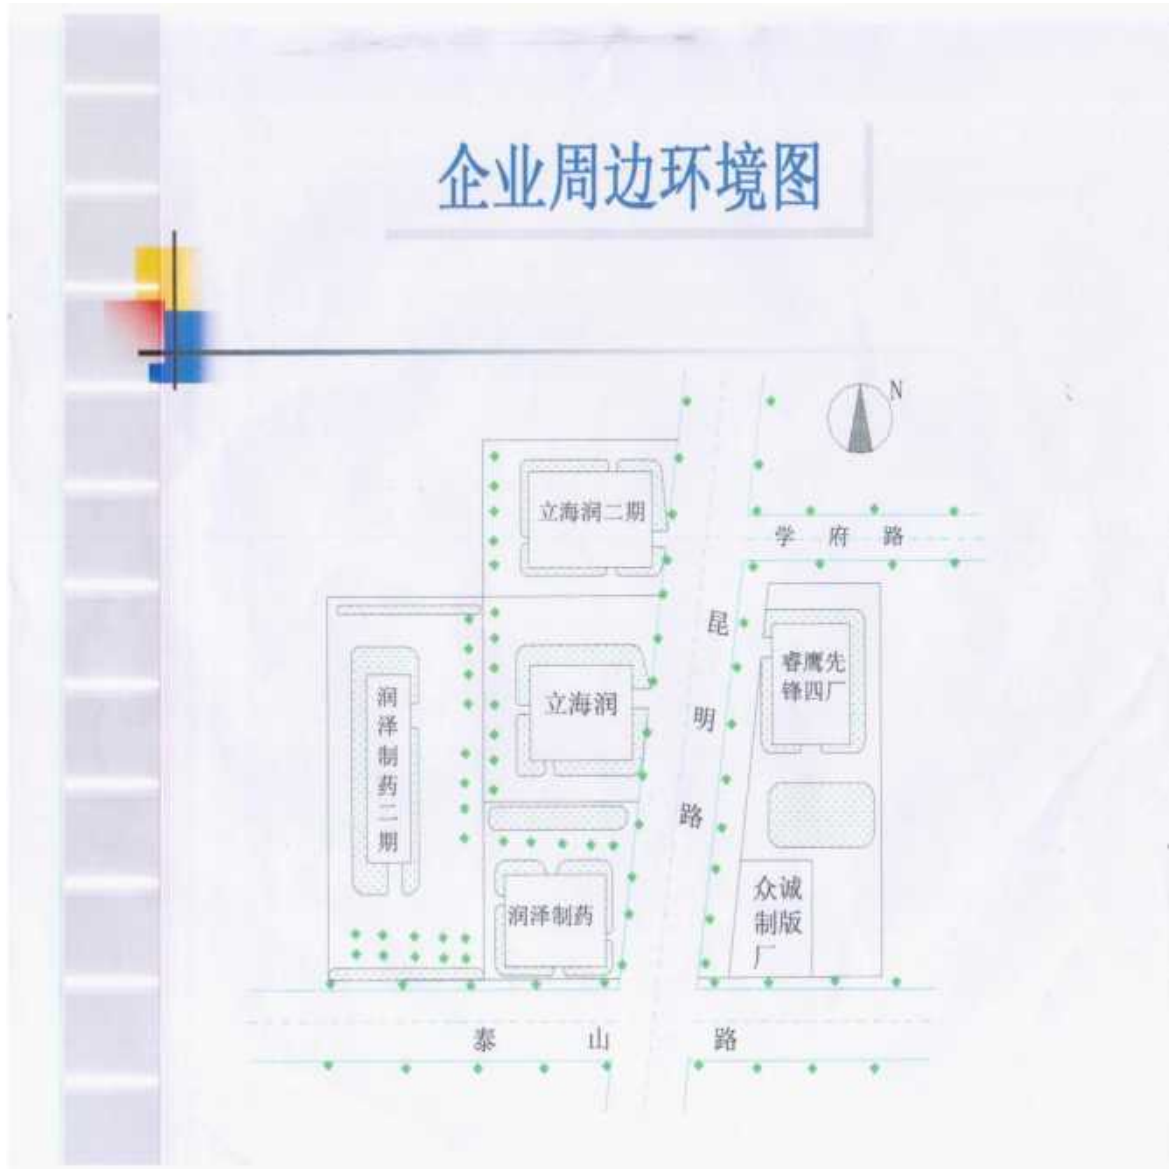 企业周边环境图
N
立海润二期
学府路
昆明路
睿鹰先
锋四厂
立海润
润泽制药二期
众诚
制版
厂
润泽制药
泰山路